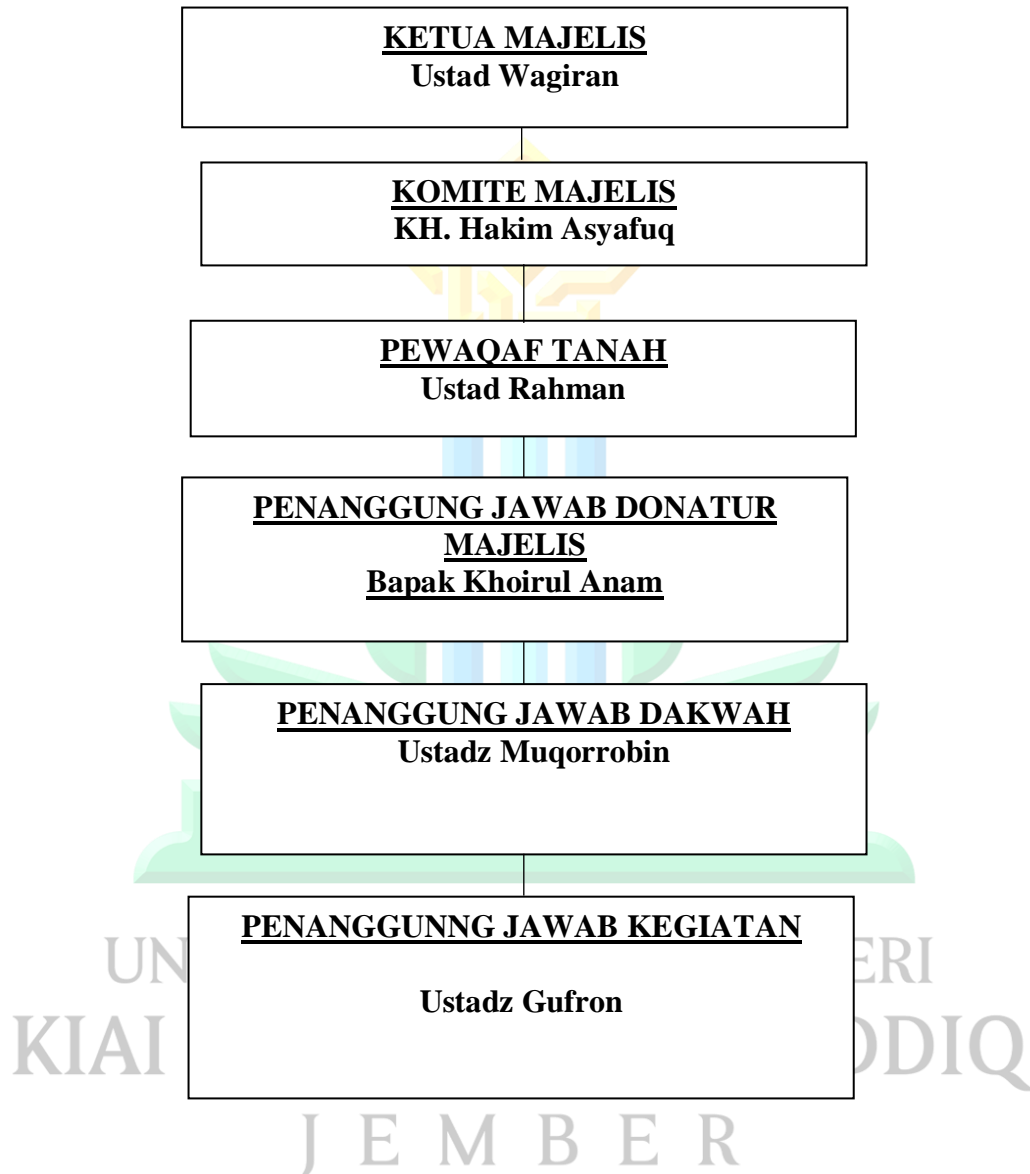 KETUA MAJELIS
Ustad Wagiran
KOMITE MAJELIS
KH. Hakim Asyafuq
PEWAQAF TANAH
Ustad Rahman
PENANGGUNG JAWAB DONATUR
MAJELIS
Bapak Khoirul Anam
PENANGGUNG JAWAB DAKWAH
Ustadz Muqorrobin
PENANGGUNNG JAWAB KEGIATAN
Ustadz Gufron
KIAI
JEMBER